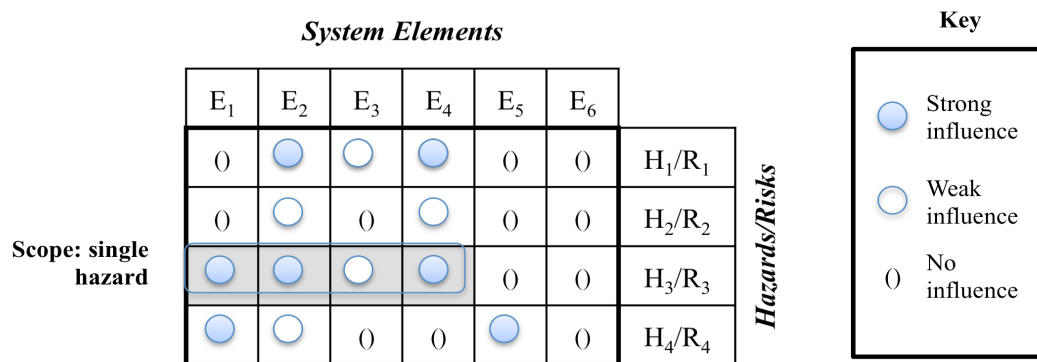 System Elements
Key
E₁ E₂ E₃ E₄ E₅ E₆
Strong
influence
() () () H₁/R₁
Weak
influence
() () () () H₂/R₂
Scope: single
hazard
() () H₃/R₃
() No
influence
() () () H₄/R₄
Hazards/Risks